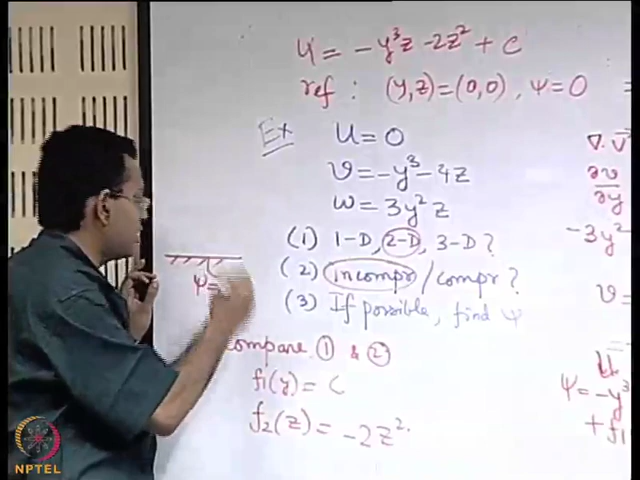 ψ = -y³z -2z² + C
ref : (y,z)=(0,0), ψ=0
Ex
u = 0
v = -y³ -4z
w = 3y²z
(1) 1-D, 2-D, 3-D ?
(2) incompr/compr ?
(3) If possible, find ψ
ψ=
compare ① & ②
f₁(y) = C
f₂(z) = -2z².
∇.V
∂v
∂y
-3y²
v =
⇓
ψ = -y³
+ f₁
NPTEL